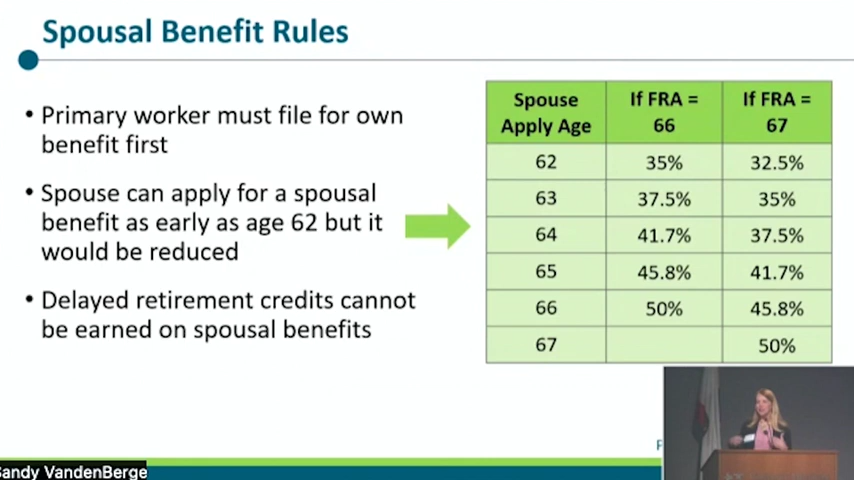 Spousal Benefit Rules
• Primary worker must file for own
benefit first
• Spouse can apply for a spousal
benefit as early as age 62 but it
would be reduced
• Delayed retirement credits cannot
be earned on spousal benefits
Spouse Apply Age If FRA = 66 If FRA = 67
62 35% 32.5%
63 37.5% 35%
64 41.7% 37.5%
65 45.8% 41.7%
66 50% 45.8%
67 50%
Sandy VandenBerge